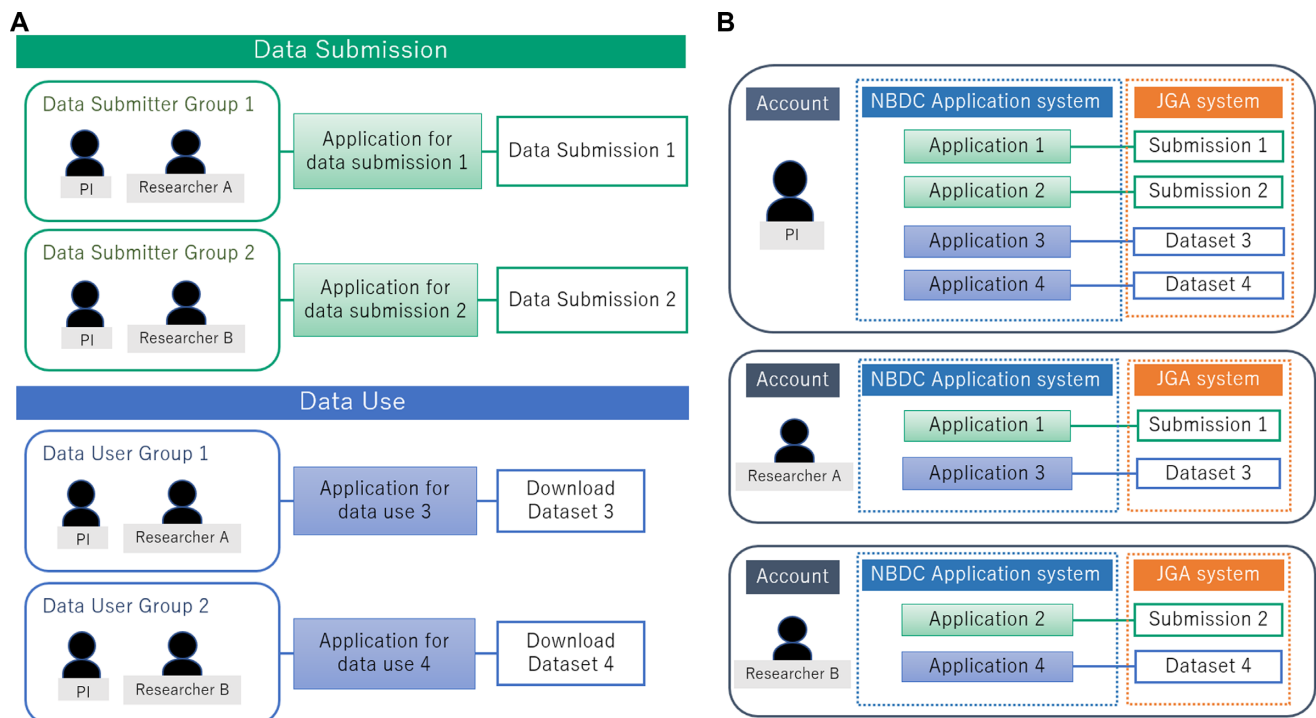 A
Data Submission
Data Submitter Group 1
PI
Researcher A
Application for
data submission 1
Data Submission 1
Data Submitter Group 2
PI
Researcher B
Application for
data submission 2
Data Submission 2
Data Use
Data User Group 1
PI
Researcher A
Application for
data use 3
Download
Dataset 3
Data User Group 2
PI
Researcher B
Application for
data use 4
Download
Dataset 4
B
Account
NBDC Application system
JGA system
PI
Application 1
Submission 1
Application 2
Submission 2
Application 3
Dataset 3
Application 4
Dataset 4
Account
NBDC Application system
JGA system
Researcher A
Application 1
Submission 1
Application 3
Dataset 3
Account
NBDC Application system
JGA system
Researcher B
Application 2
Submission 2
Application 4
Dataset 4